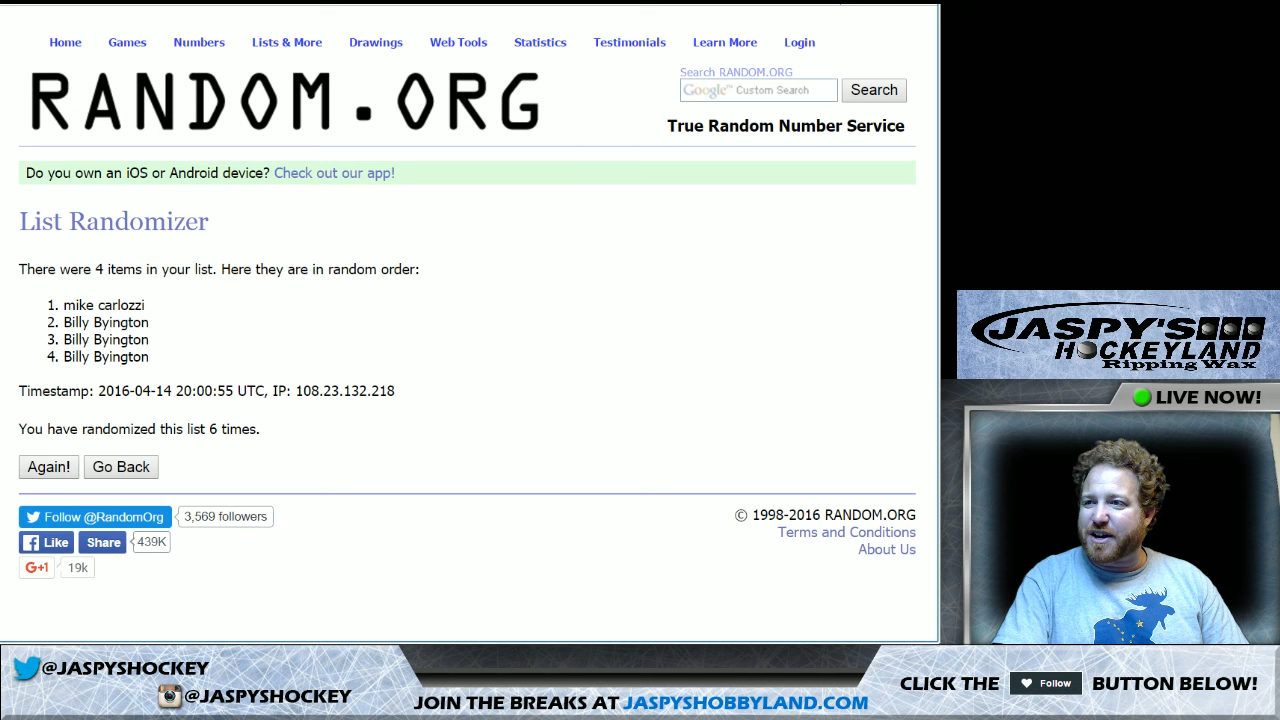 Home Games Numbers Lists & More Drawings Web Tools Statistics Testimonials Learn More Login
RANDOM.ORG
Search RANDOM.ORG
Google™ Custom Search Search
True Random Number Service
Do you own an iOS or Android device? Check out our app!
List Randomizer
There were 4 items in your list. Here they are in random order:
1. mike carlozzi
2. Billy Byington
3. Billy Byington
4. Billy Byington
Timestamp: 2016-04-14 20:00:55 UTC, IP: 108.23.132.218
You have randomized this list 6 times.
Again! Go Back
Follow @RandomOrg 3,569 followers
Like Share 439K
G+1 19k
© 1998-2016 RANDOM.ORG
Terms and Conditions
About Us
JASPY'S
HOCKEYLAND
Ripping Wax
LIVE NOW!
@JASPYSHOCKEY
@JASPYSHOCKEY
JOIN THE BREAKS AT JASPYSHOBBYLAND.COM
CLICK THE Follow BUTTON BELOW!